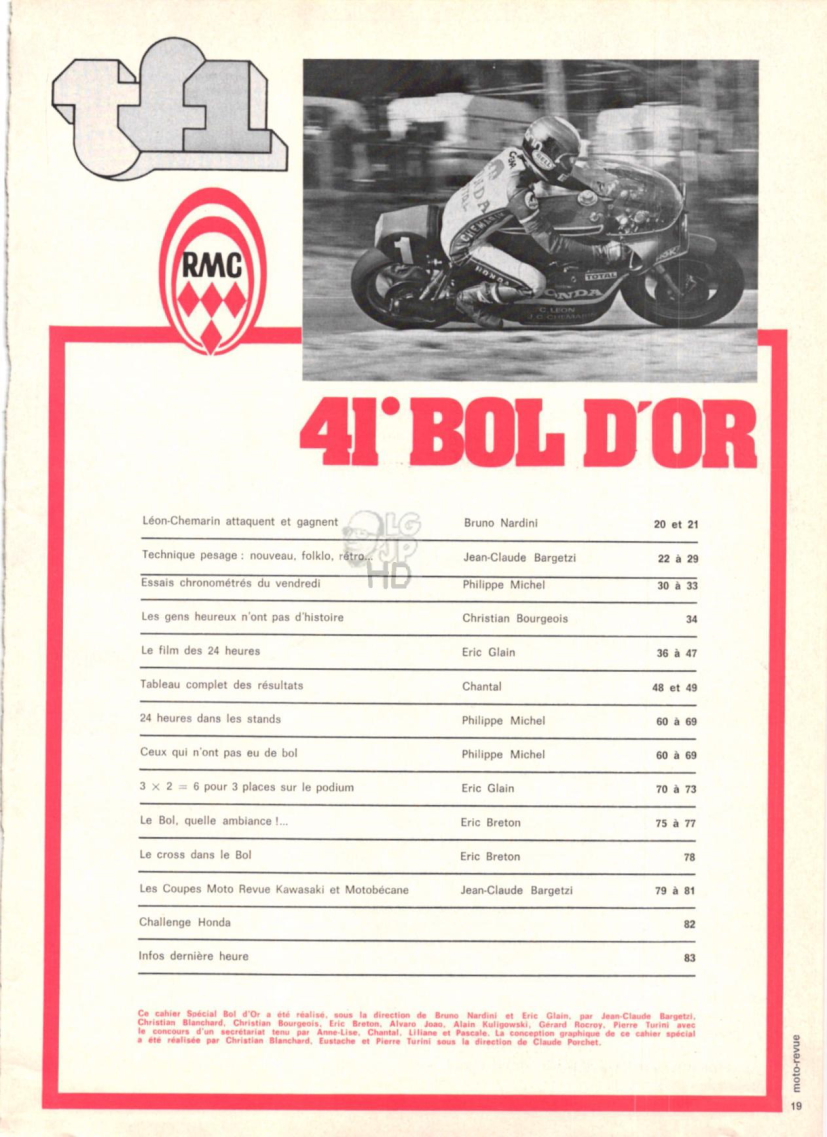 tf1
RMC
1
HONDA
TOTAL
C. LEON
J.C. CHEMARIN
41° BOL D'OR
Léon-Chemarin attaquent et gagnent Bruno Nardini 20 et 21
Technique pesage : nouveau, folklo, rétro... Jean-Claude Bargetzi 22 à 29
Essais chronométrés du vendredi Philippe Michel 30 à 33
Les gens heureux n'ont pas d'histoire Christian Bourgeois 34
Le film des 24 heures Eric Glain 36 à 47
Tableau complet des résultats Chantal 48 et 49
24 heures dans les stands Philippe Michel 60 à 69
Ceux qui n'ont pas eu de bol Philippe Michel 60 à 69
3 × 2 = 6 pour 3 places sur le podium Eric Glain 70 à 73
Le Bol, quelle ambiance !... Eric Breton 75 à 77
Le cross dans le Bol Eric Breton 78
Les Coupes Moto Revue Kawasaki et Motobécane Jean-Claude Bargetzi 79 à 81
Challenge Honda 82
Infos dernière heure 83
LG
JP
HD
Ce cahier Spécial Bol d'Or a été réalisé, sous la direction de Bruno Nardini et Eric Glain, par Jean-Claude Bargetzi,
Christian Blanchard, Christian Bourgeois, Eric Breton, Alvaro Joao, Alain Kuligowski, Gérard Rocroy, Pierre Turini avec
le concours d'un secrétariat tenu par Anne-Lise, Chantal, Liliane et Pascale. La conception graphique de ce cahier spécial
a été réalisée par Christian Blanchard, Eustache et Pierre Turini sous la direction de Claude Porchet.
moto-revue
19